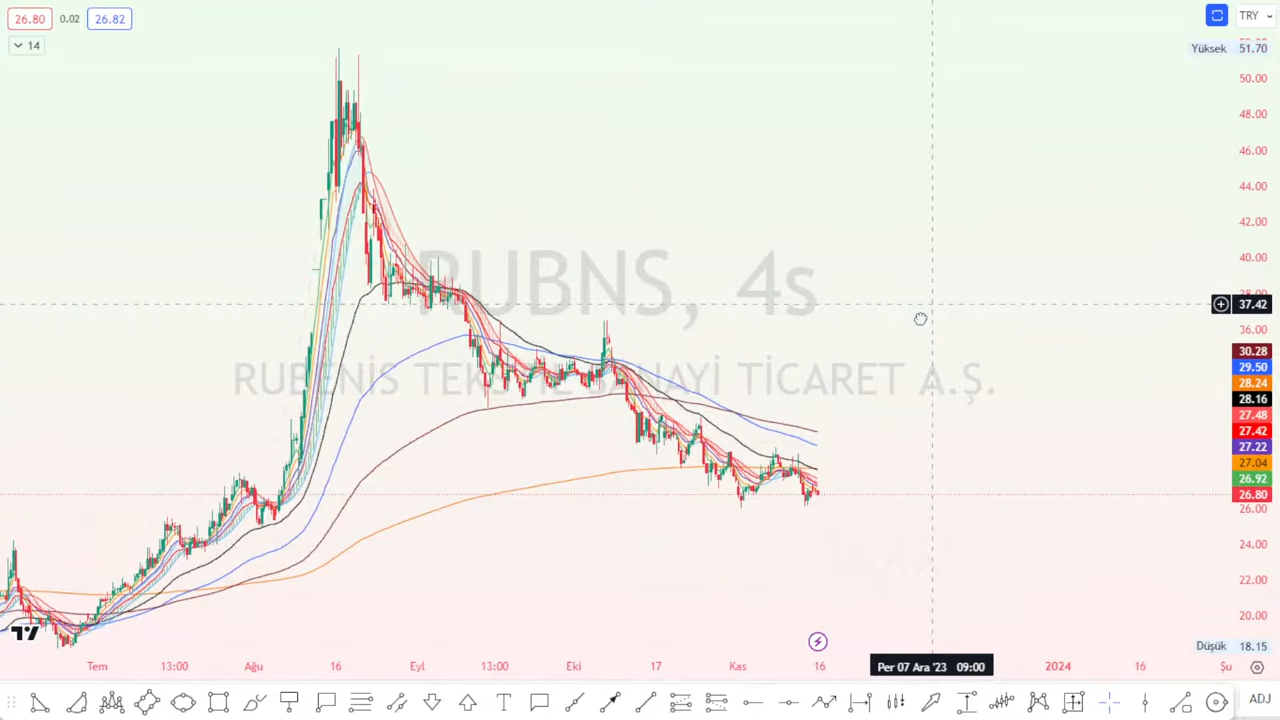 26.80 0.02 26.82
14
TRY
Yüksek 51.70
50.00
48.00
46.00
44.00
42.00
40.00
RUBNS, 4s
37.42
36.00
30.28
29.50
RUBENİS TEKSTİL SANAYİ TİCARET A.Ş.
28.24
28.16
27.48
27.42
27.22
27.04
26.92
26.80
26.00
24.00
22.00
20.00
Düşük 18.15
Tem 13:00 Ağu 16 Eyl 13:00 Eki 17 Kas 16 Per 07 Ara '23 09:00 2024 16 Şu
T ADJ